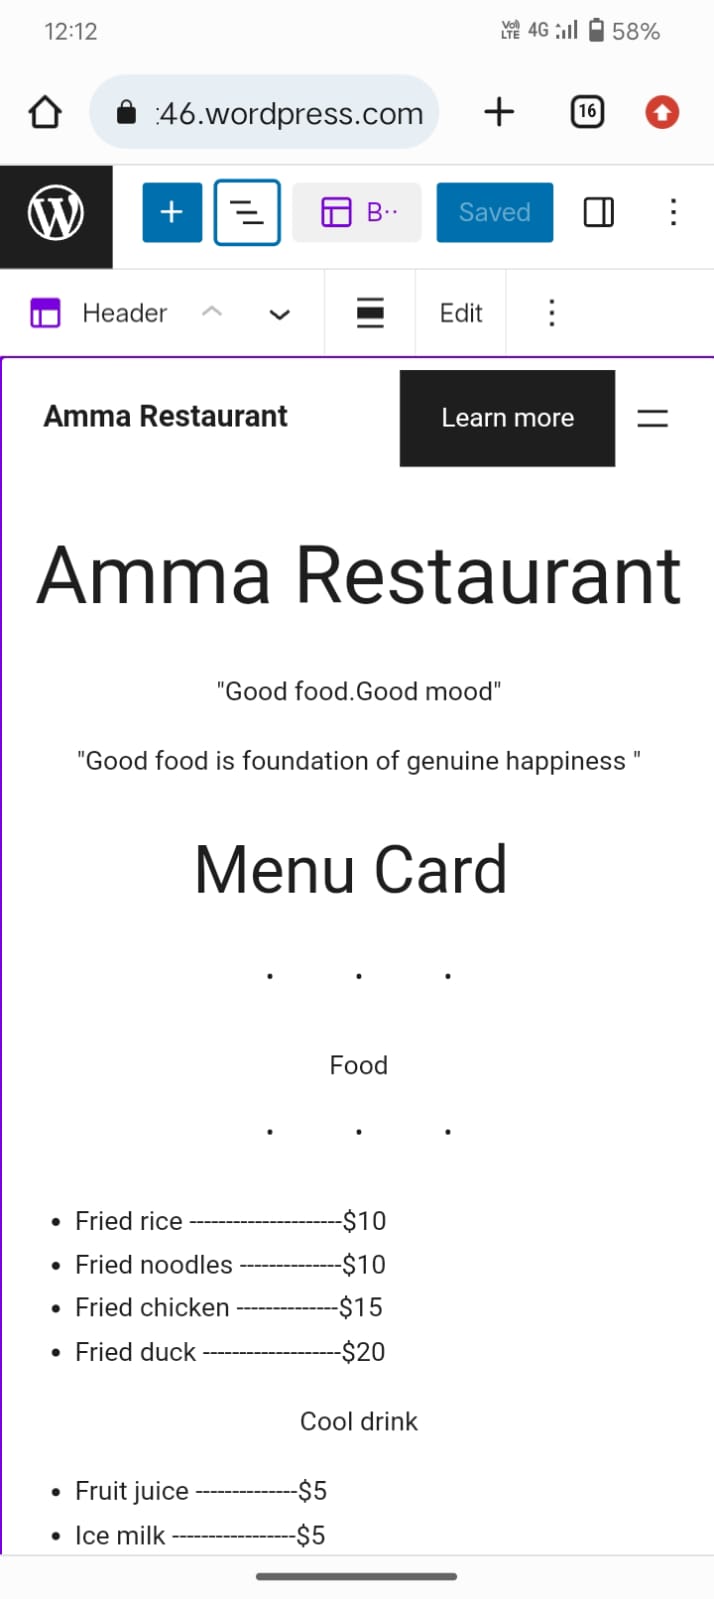 12:12 Vo) LTE 4G 58%
:46.wordpress.com 16
B·· Saved
Header Edit
Amma Restaurant Learn more
Amma Restaurant
"Good food.Good mood"
"Good food is foundation of genuine happiness "
Menu Card
. . .
Food
. . .
• Fried rice ---------------------$10
• Fried noodles --------------$10
• Fried chicken --------------$15
• Fried duck -------------------$20
Cool drink
• Fruit juice --------------$5
• Ice milk -----------------$5